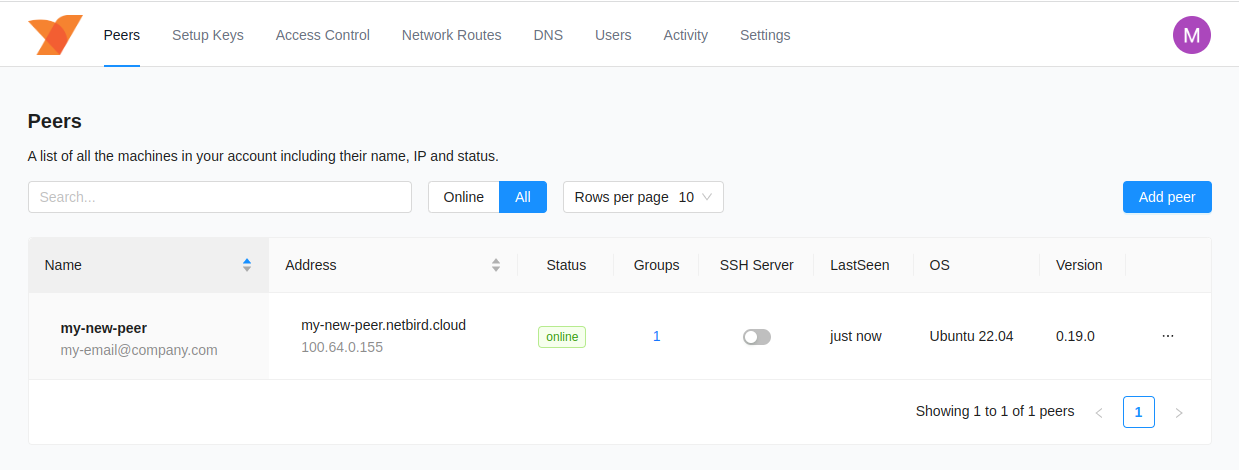 Peers Setup Keys Access Control Network Routes DNS Users Activity Settings M
Peers
A list of all the machines in your account including their name, IP and status.
Search... Online All Rows per page 10 Add peer
Name Address Status Groups SSH Server LastSeen OS Version
my-new-peer my-new-peer.netbird.cloud online 1 just now Ubuntu 22.04 0.19.0 ···
my-email@company.com 100.64.0.155
Showing 1 to 1 of 1 peers < 1 >